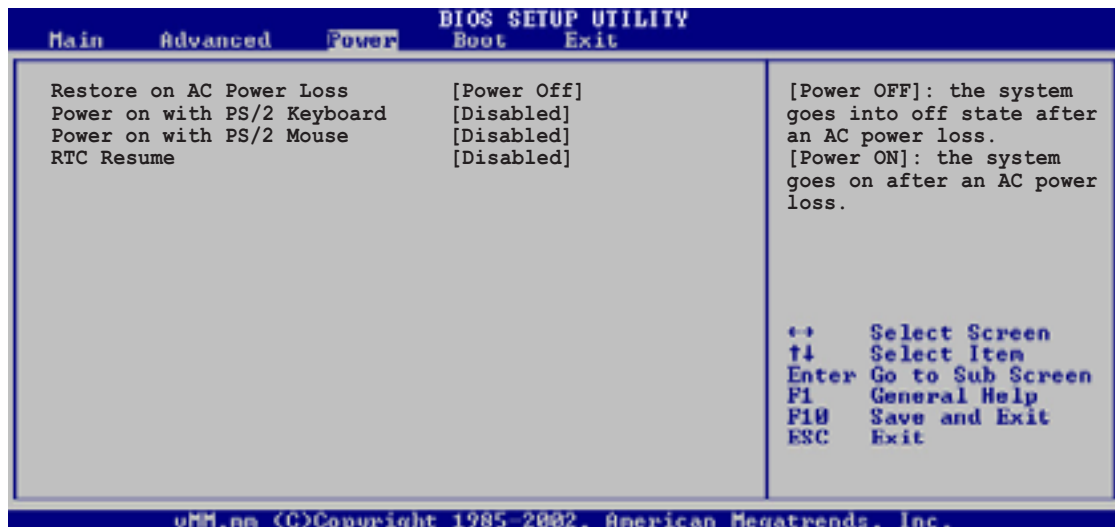 BIOS SETUP UTILITY
Main Advanced Power Boot Exit
Restore on AC Power Loss [Power Off]
Power on with PS/2 Keyboard [Disabled]
Power on with PS/2 Mouse [Disabled]
RTC Resume [Disabled]
[Power OFF]: the system
goes into off state after
an AC power loss.
[Power ON]: the system
goes on after an AC power
loss.
↔ Select Screen
↑↓ Select Item
Enter Go to Sub Screen
F1 General Help
F10 Save and Exit
ESC Exit
vMM.mm (C)Copyright 1985-2002, American Megatrends, Inc.